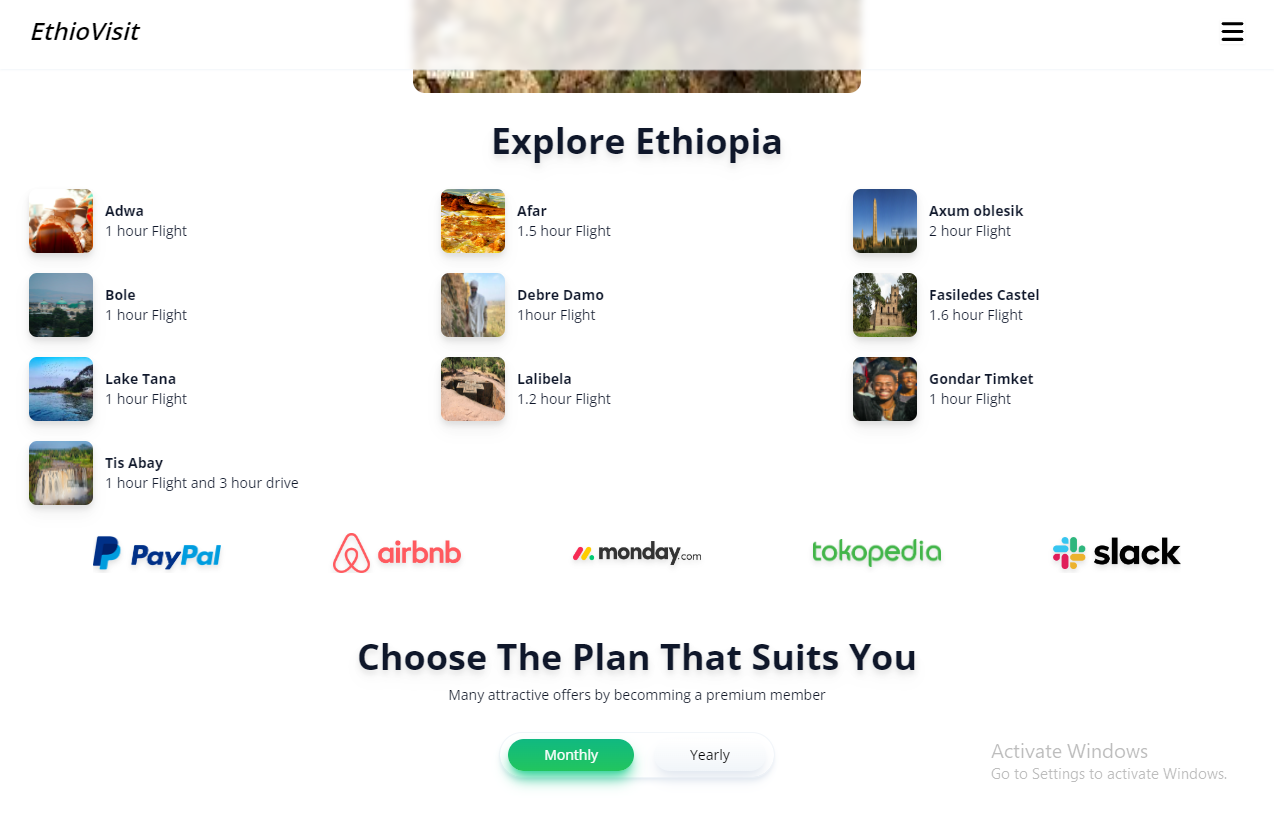 EthioVisit
BACKPACKER
Explore Ethiopia
Adwa
1 hour Flight
Afar
1.5 hour Flight
Axum oblesik
2 hour Flight
Bole
1 hour Flight
Debre Damo
1hour Flight
Fasiledes Castel
1.6 hour Flight
Lake Tana
1 hour Flight
Lalibela
1.2 hour Flight
Gondar Timket
1 hour Flight
Tis Abay
1 hour Flight and 3 hour drive
PayPal
airbnb
monday.com
tokopedia
slack
Choose The Plan That Suits You
Many attractive offers by becomming a premium member
Monthly
Yearly
Activate Windows
Go to Settings to activate Windows.